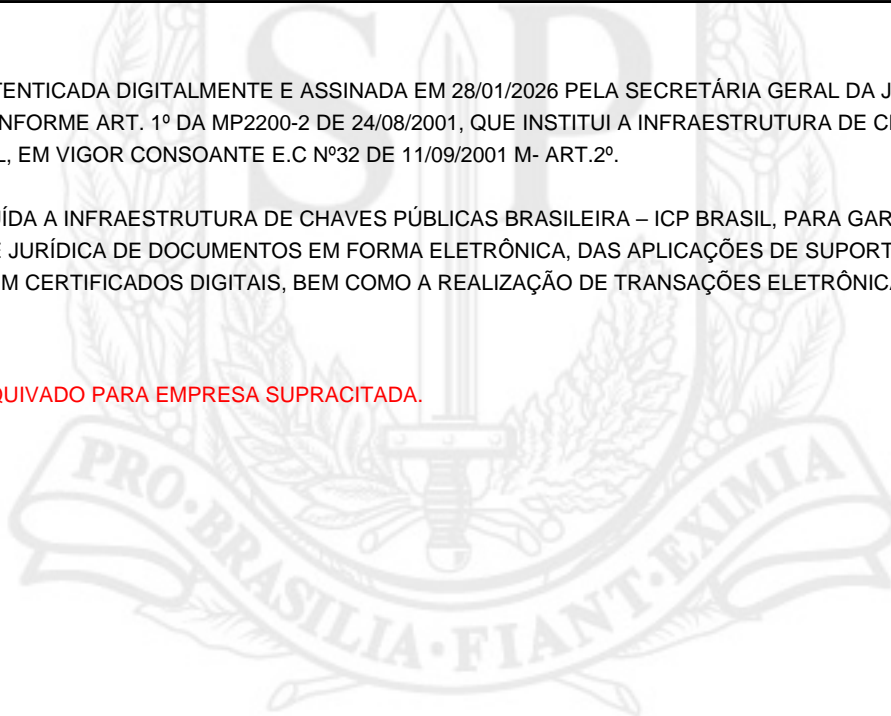 SP
TENTICADA DIGITALMENTE E ASSINADA EM 28/01/2026 PELA SECRETÁRIA GERAL DA J
NFORME ART. 1º DA MP2200-2 DE 24/08/2001, QUE INSTITUI A INFRAESTRUTURA DE C
L, EM VIGOR CONSOANTE E.C Nº32 DE 11/09/2001 M- ART.2º.
ÍDA A INFRAESTRUTURA DE CHAVES PÚBLICAS BRASILEIRA – ICP BRASIL, PARA GAR
E JURÍDICA DE DOCUMENTOS EM FORMA ELETRÔNICA, DAS APLICAÇÕES DE SUPORT
M CERTIFICADOS DIGITAIS, BEM COMO A REALIZAÇÃO DE TRANSAÇÕES ELETRÔNICA
QUIVADO PARA EMPRESA SUPRACITADA.
PRO·BRASILIA·FIANT·EXIMIA